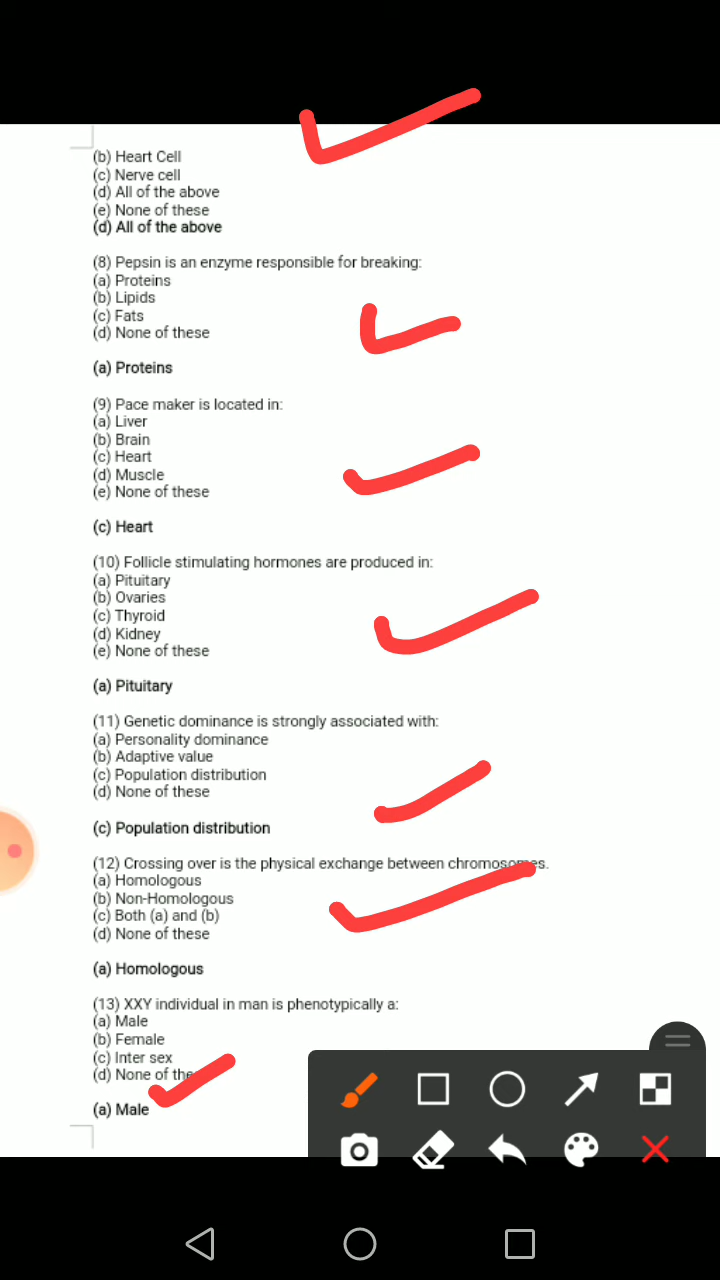 (b) Heart Cell
(c) Nerve cell
(d) All of the above
(e) None of these
(d) All of the above
(8) Pepsin is an enzyme responsible for breaking:
(a) Proteins
(b) Lipids
(c) Fats
(d) None of these
(a) Proteins
(9) Pace maker is located in:
(a) Liver
(b) Brain
(c) Heart
(d) Muscle
(e) None of these
(c) Heart
(10) Follicle stimulating hormones are produced in:
(a) Pituitary
(b) Ovaries
(c) Thyroid
(d) Kidney
(e) None of these
(a) Pituitary
(11) Genetic dominance is strongly associated with:
(a) Personality dominance
(b) Adaptive value
(c) Population distribution
(d) None of these
(c) Population distribution
(12) Crossing over is the physical exchange between chromosomes.
(a) Homologous
(b) Non-Homologous
(c) Both (a) and (b)
(d) None of these
(a) Homologous
(13) XXY individual in man is phenotypically a:
(a) Male
(b) Female
(c) Inter sex
(d) None of the
(a) Male